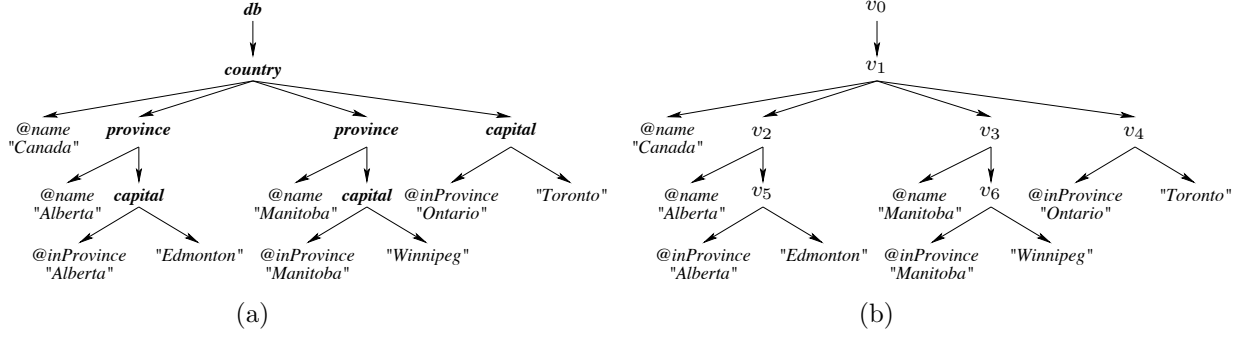 db
country
@name
"Canada"
province
province
capital
@name
"Alberta"
capital
@name
"Manitoba"
capital
@inProvince
"Ontario"
"Toronto"
@inProvince
"Alberta"
"Edmonton"
@inProvince
"Manitoba"
"Winnipeg"
(a)
v0
v1
@name
"Canada"
v2
v3
v4
@name
"Alberta"
v5
@name
"Manitoba"
v6
@inProvince
"Ontario"
"Toronto"
@inProvince
"Alberta"
"Edmonton"
@inProvince
"Manitoba"
"Winnipeg"
(b)